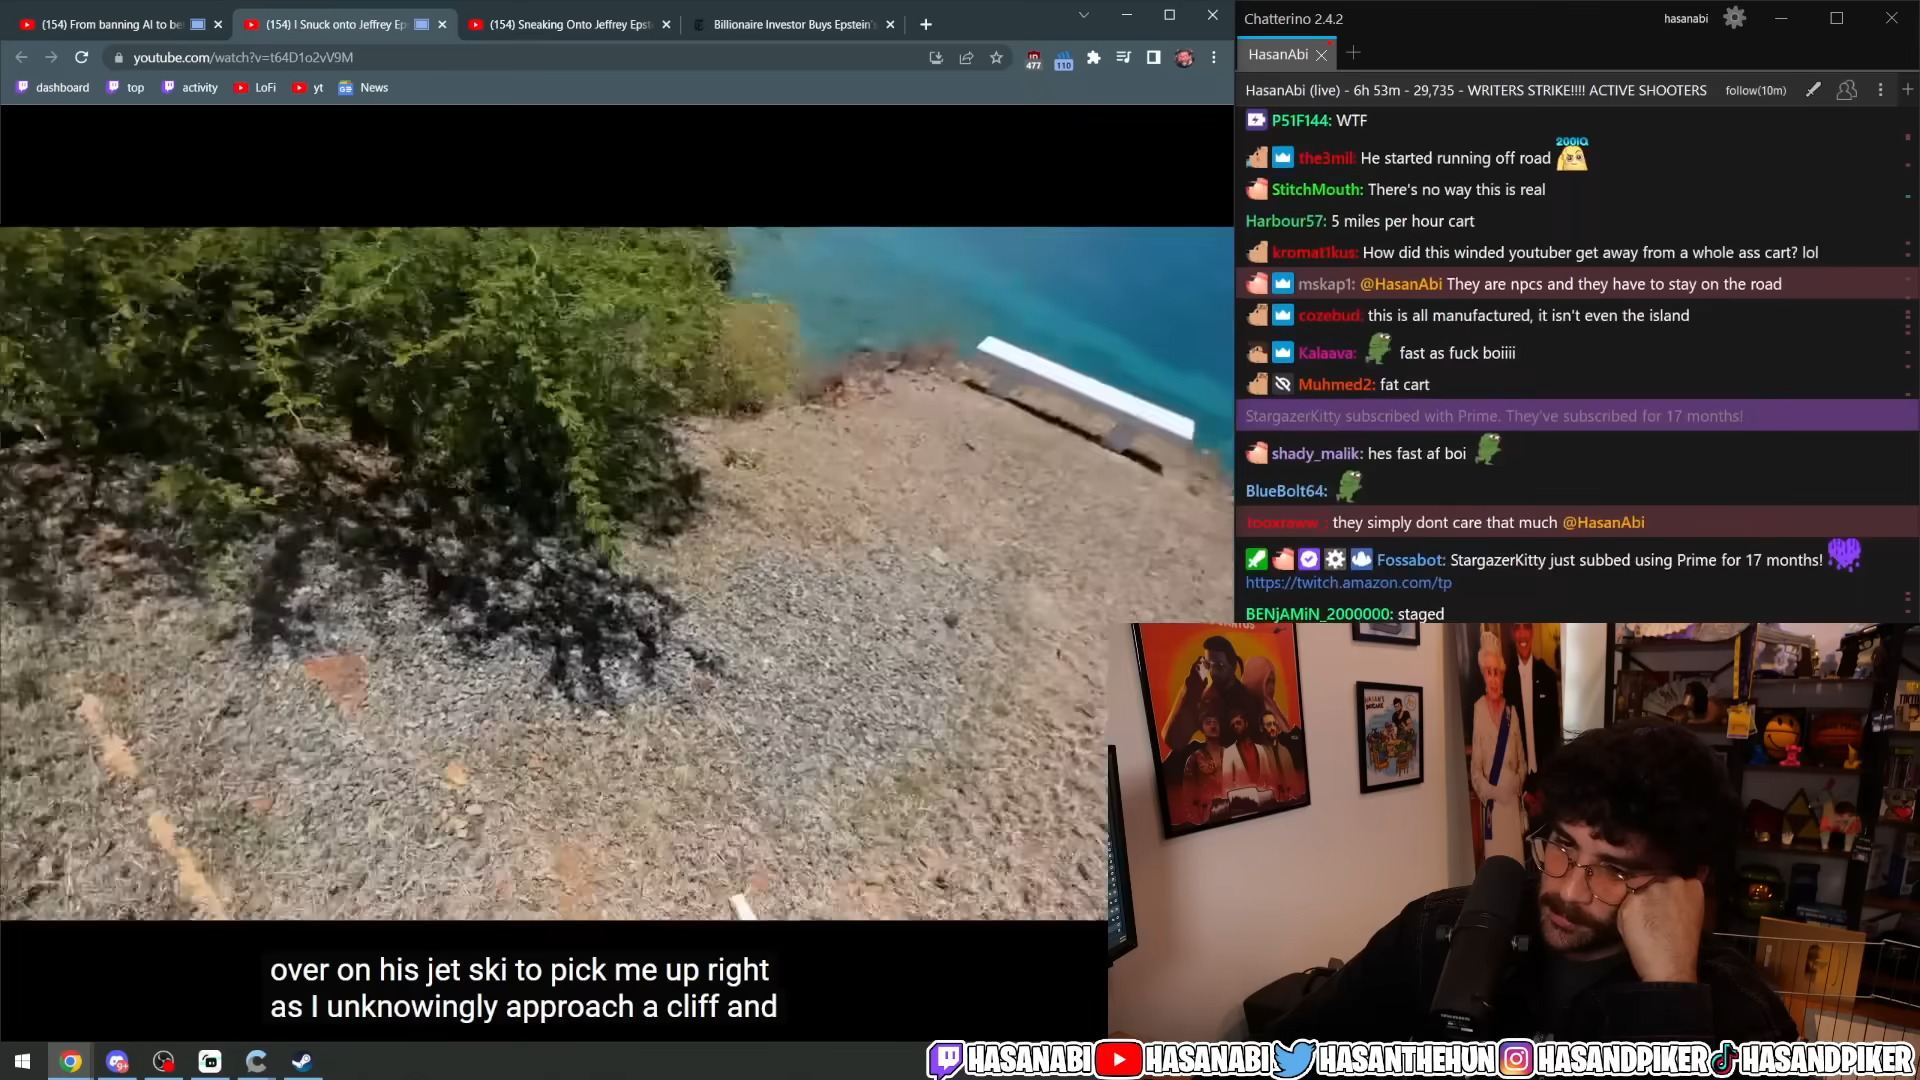 (154) From banning AI to be
(154) I Snuck onto Jeffrey Ep
(154) Sneaking Onto Jeffrey Epst
Billionaire Investor Buys Epstein'
youtube.com/watch?v=t64D1o2vV9M
477
110
dashboard
top
activity
LoFi
yt
News
Chatterino 2.4.2
hasanabi
HasanAbi
HasanAbi (live) - 6h 53m - 29,735 - WRITERS STRIKE!!!! ACTIVE SHOOTERS
follow(10m)
P51F144: WTF
200IQ
the3mil: He started running off road
StitchMouth: There's no way this is real
Harbour57: 5 miles per hour cart
kromat1kus: How did this winded youtuber get away from a whole ass cart? lol
mskap1: @HasanAbi They are npcs and they have to stay on the road
cozebud: this is all manufactured, it isn't even the island
Kalaava: fast as fuck boiiii
Muhmed2: fat cart
StargazerKitty subscribed with Prime. They've subscribed for 17 months!
shady_malik: hes fast af boi
BlueBolt64:
tooxraww : they simply dont care that much @HasanAbi
Fossabot: StargazerKitty just subbed using Prime for 17 months!
https://twitch.amazon.com/tp
BENjAMiN_2000000: staged
over on his jet ski to pick me up right
as I unknowingly approach a cliff and
HASANABI
HASANABI
HASANTHEHUN
HASANDPIKER
HASANDPIKER